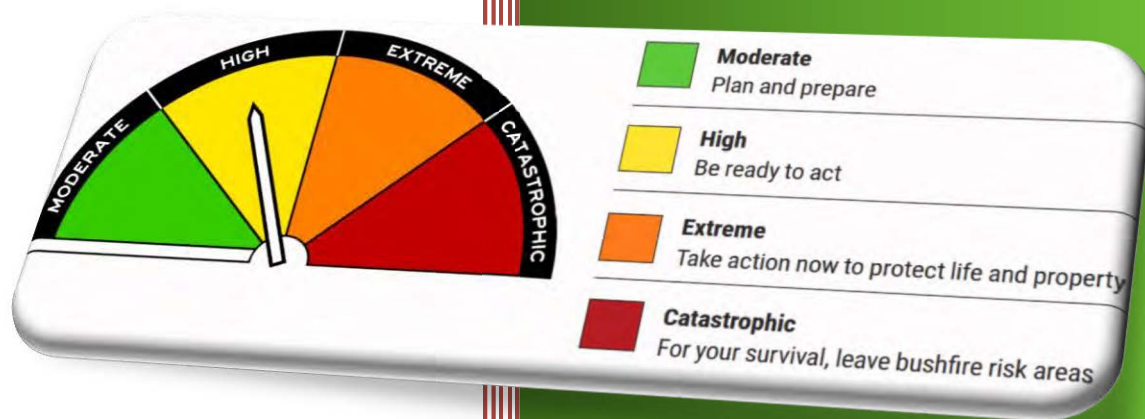 MODERATE
HIGH
EXTREME
CATASTROPHIC
Moderate
Plan and prepare
High
Be ready to act
Extreme
Take action now to protect life and property
Catastrophic
For your survival, leave bushfire risk areas